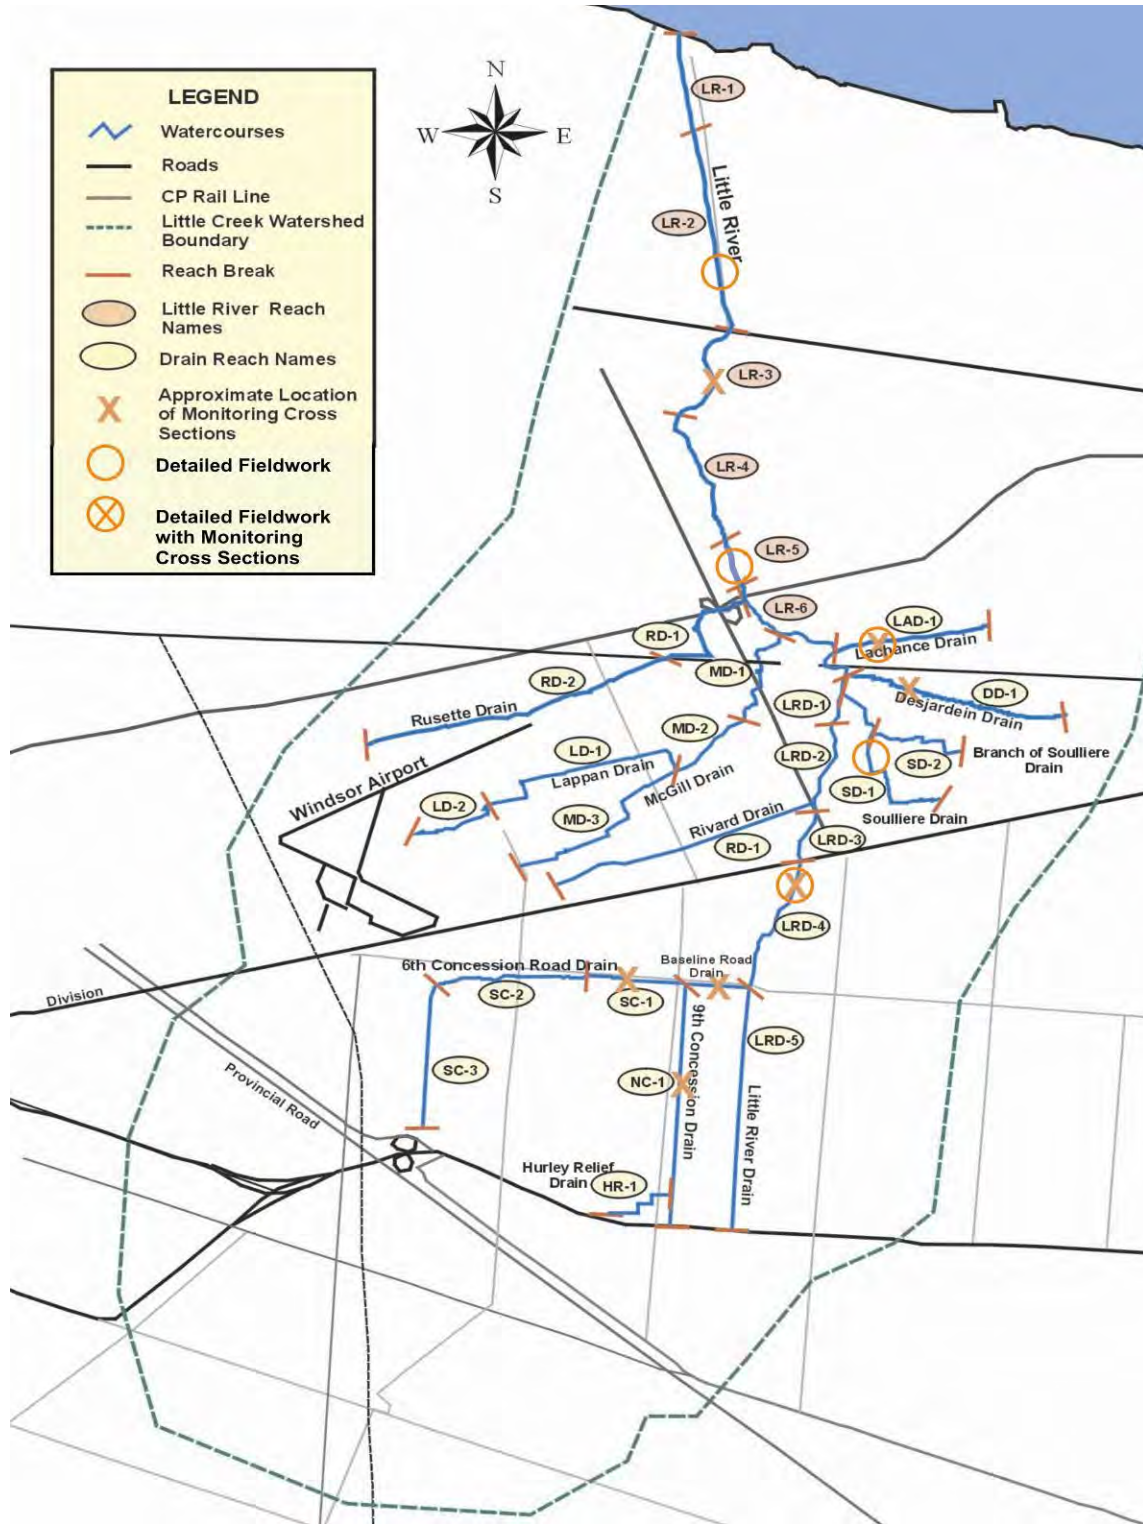 LEGEND
Watercourses
Roads
CP Rail Line
Little Creek Watershed
Boundary
Reach Break
Little River Reach
Names
Drain Reach Names
Approximate Location
of Monitoring Cross
Sections
Detailed Fieldwork
Detailed Fieldwork
with Monitoring
Cross Sections
N
W
E
S
LR-1
Little River
LR-2
LR-3
LR-4
LR-5
LR-6
LAD-1
Lachance Drain
RD-1
MD-1
RD-2
DD-1
Desjardein Drain
LRD-1
Rusette Drain
MD-2
LD-1
LRD-2
SD-2
Branch of Soulliere
Drain
Lappan Drain
McGill Drain
Windsor Airport
SD-1
LD-2
MD-3
Rivard Drain
Soulliere Drain
RD-1
LRD-3
LRD-4
6th Concession Road Drain
Baseline Road
Drain
SC-2
SC-1
Division
9th Concession Drain
LRD-5
SC-3
NC-1
Provincial Road
Little River Drain
Hurley Relief
Drain
HR-1